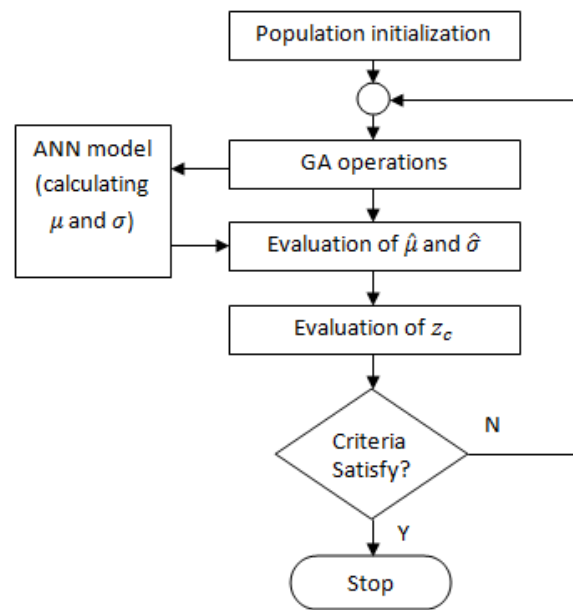 Population initialization
ANN model
(calculating
μ and σ)
GA operations
Evaluation of μ̂ and σ̂
Evaluation of z_c
Criteria
Satisfy?
N
Y
Stop